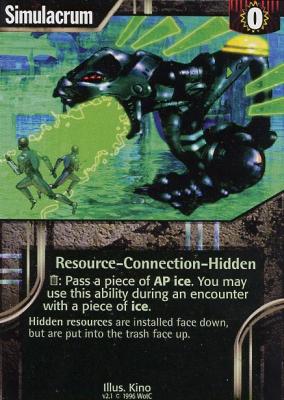 Simulacrum
0
Resource-Connection-Hidden
: Pass a piece of AP ice. You may
use this ability during an encounter
with a piece of ice.
Hidden resources are installed face down,
but are put into the trash face up.
Illus. Kino
v2.1 © 1996 WotC